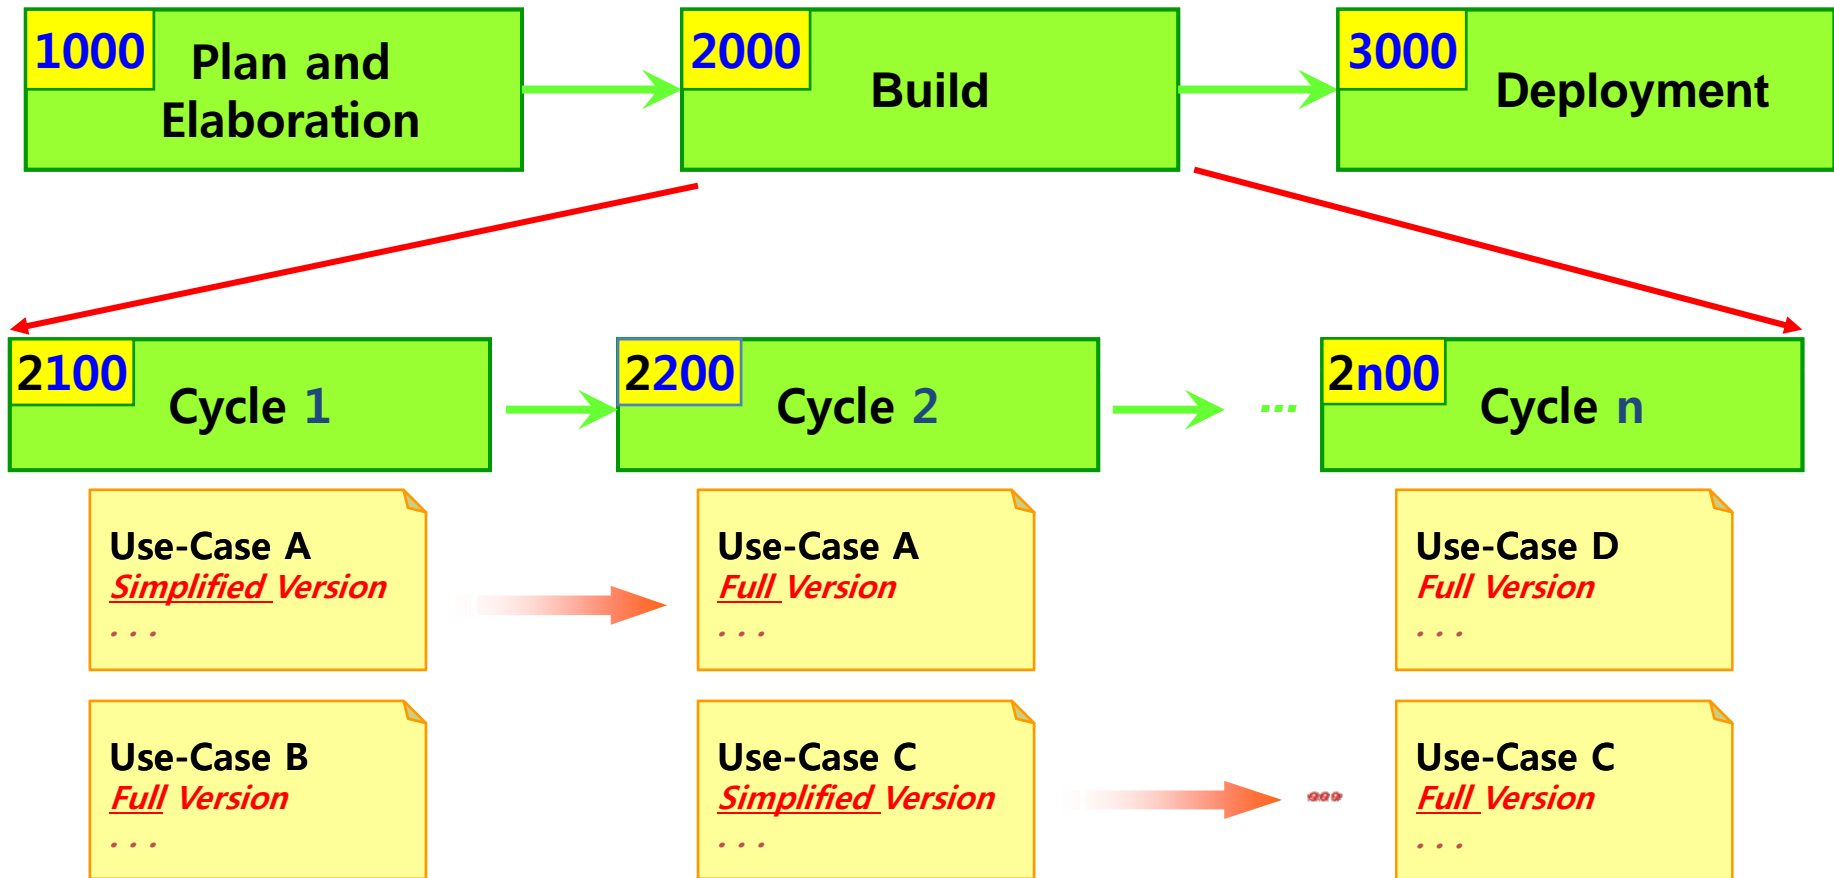 1000
Plan and
Elaboration
2000
Build
3000
Deployment
2100
Cycle 1
2200
Cycle 2
...
2n00
Cycle n
Use-Case A
Simplified Version
. . .
Use-Case A
Full Version
. . .
Use-Case D
Full Version
. . .
Use-Case B
Full Version
. . .
Use-Case C
Simplified Version
. . .
...
Use-Case C
Full Version
. . .